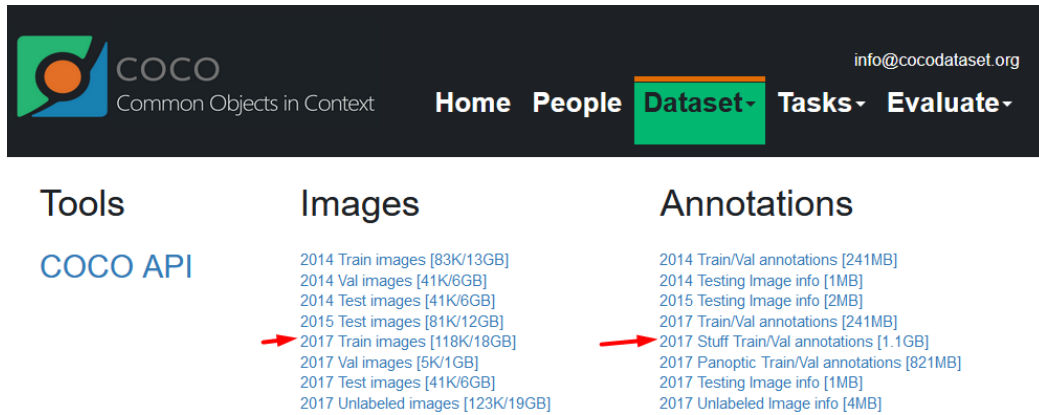 info@cocodataset.org
COCO
Common Objects in Context
Home People Dataset Tasks Evaluate
Tools
COCO API
Images
2014 Train images [83K/13GB]
2014 Val images [41K/6GB]
2014 Test images [41K/6GB]
2015 Test images [81K/12GB]
2017 Train images [118K/18GB]
2017 Val images [5K/1GB]
2017 Test images [41K/6GB]
2017 Unlabeled images [123K/19GB]
Annotations
2014 Train/Val annotations [241MB]
2014 Testing Image info [1MB]
2015 Testing Image info [2MB]
2017 Train/Val annotations [241MB]
2017 Stuff Train/Val annotations [1.1GB]
2017 Panoptic Train/Val annotations [821MB]
2017 Testing Image info [1MB]
2017 Unlabeled Image info [4MB]